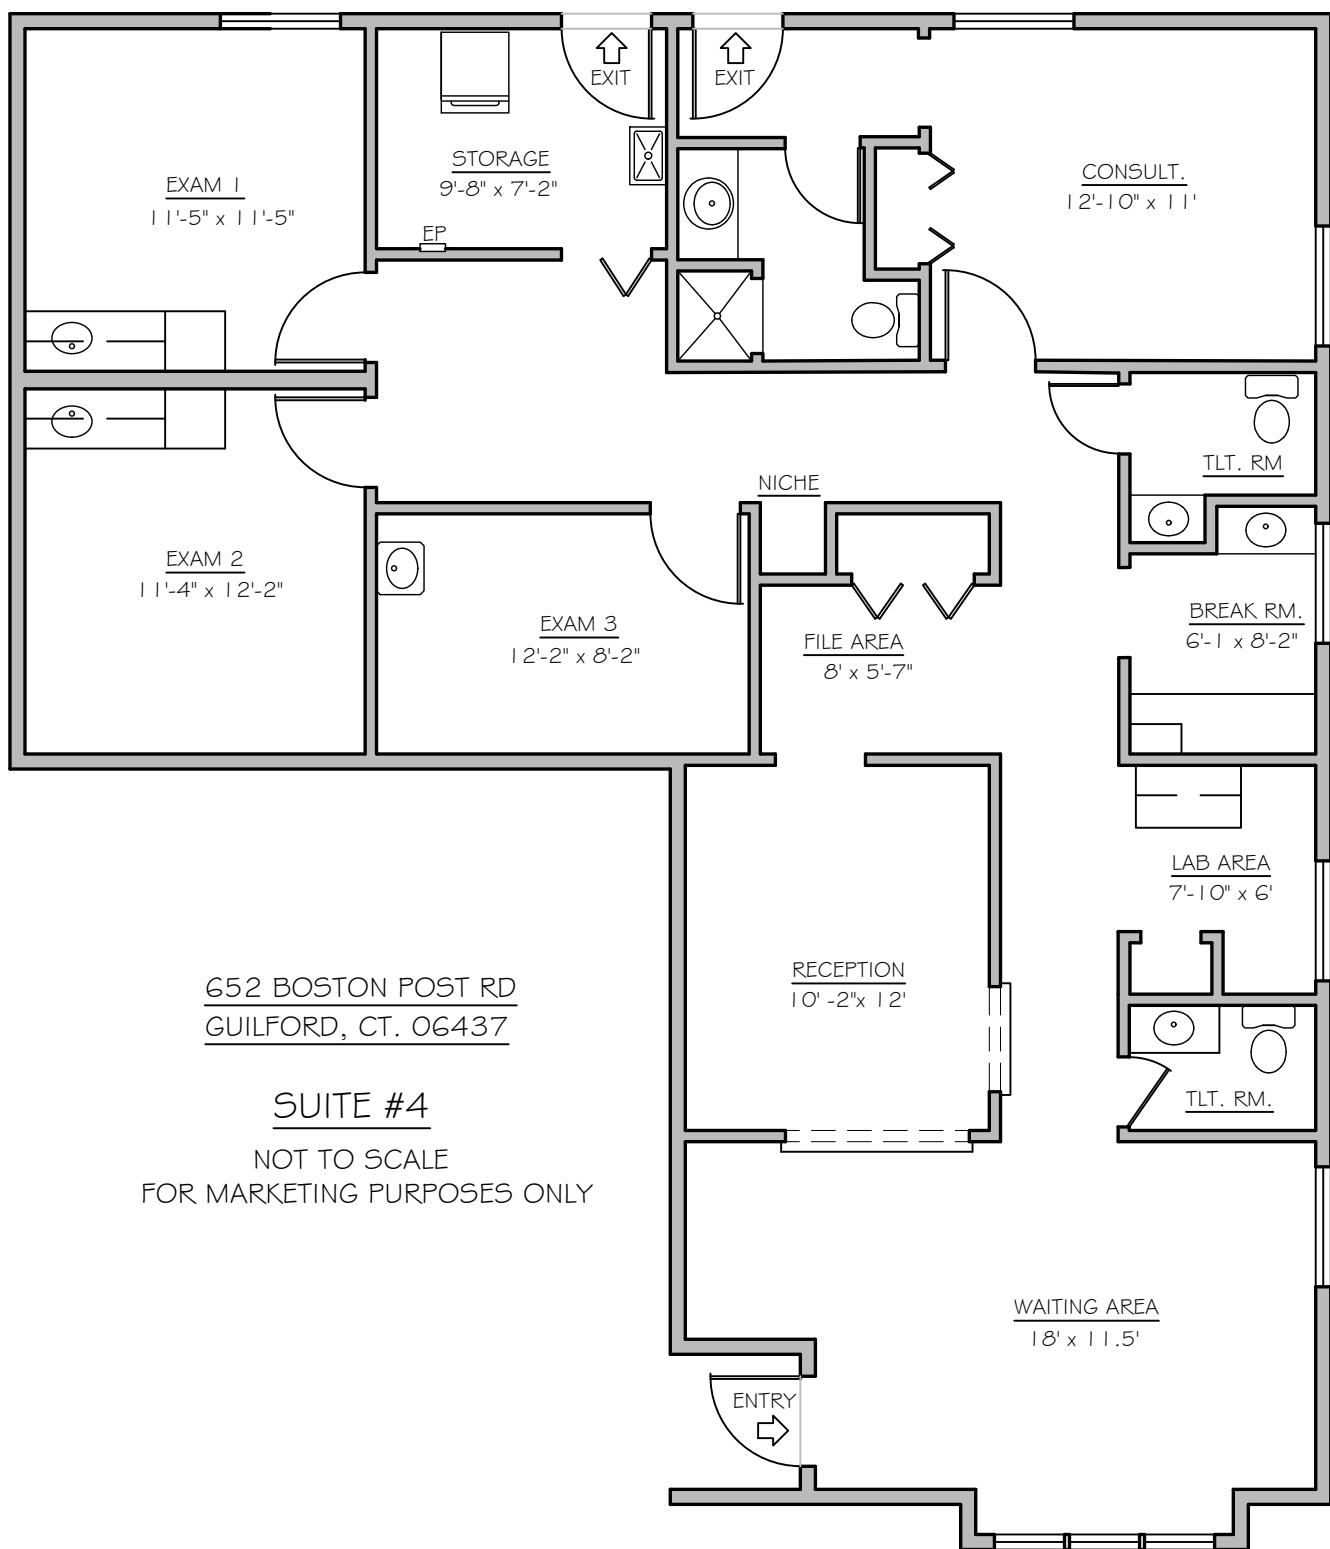 EXIT
EXIT
STORAGE
9'-8" x 7'-2"
EXAM 1
11'-5" x 11'-5"
CONSULT.
12'-10" x 11'
EP
TLT. RM
NICHE
EXAM 2
11'-4" x 12'-2"
EXAM 3
12'-2" x 8'-2"
FILE AREA
8' x 5'-7"
BREAK RM.
6'-1 x 8'-2"
LAB AREA
7'-10" x 6'
RECEPTION
10' -2"x 12'
652 BOSTON POST RD
GUILFORD, CT. 06437
SUITE #4
NOT TO SCALE
FOR MARKETING PURPOSES ONLY
TLT. RM.
WAITING AREA
18' x 11.5'
ENTRY